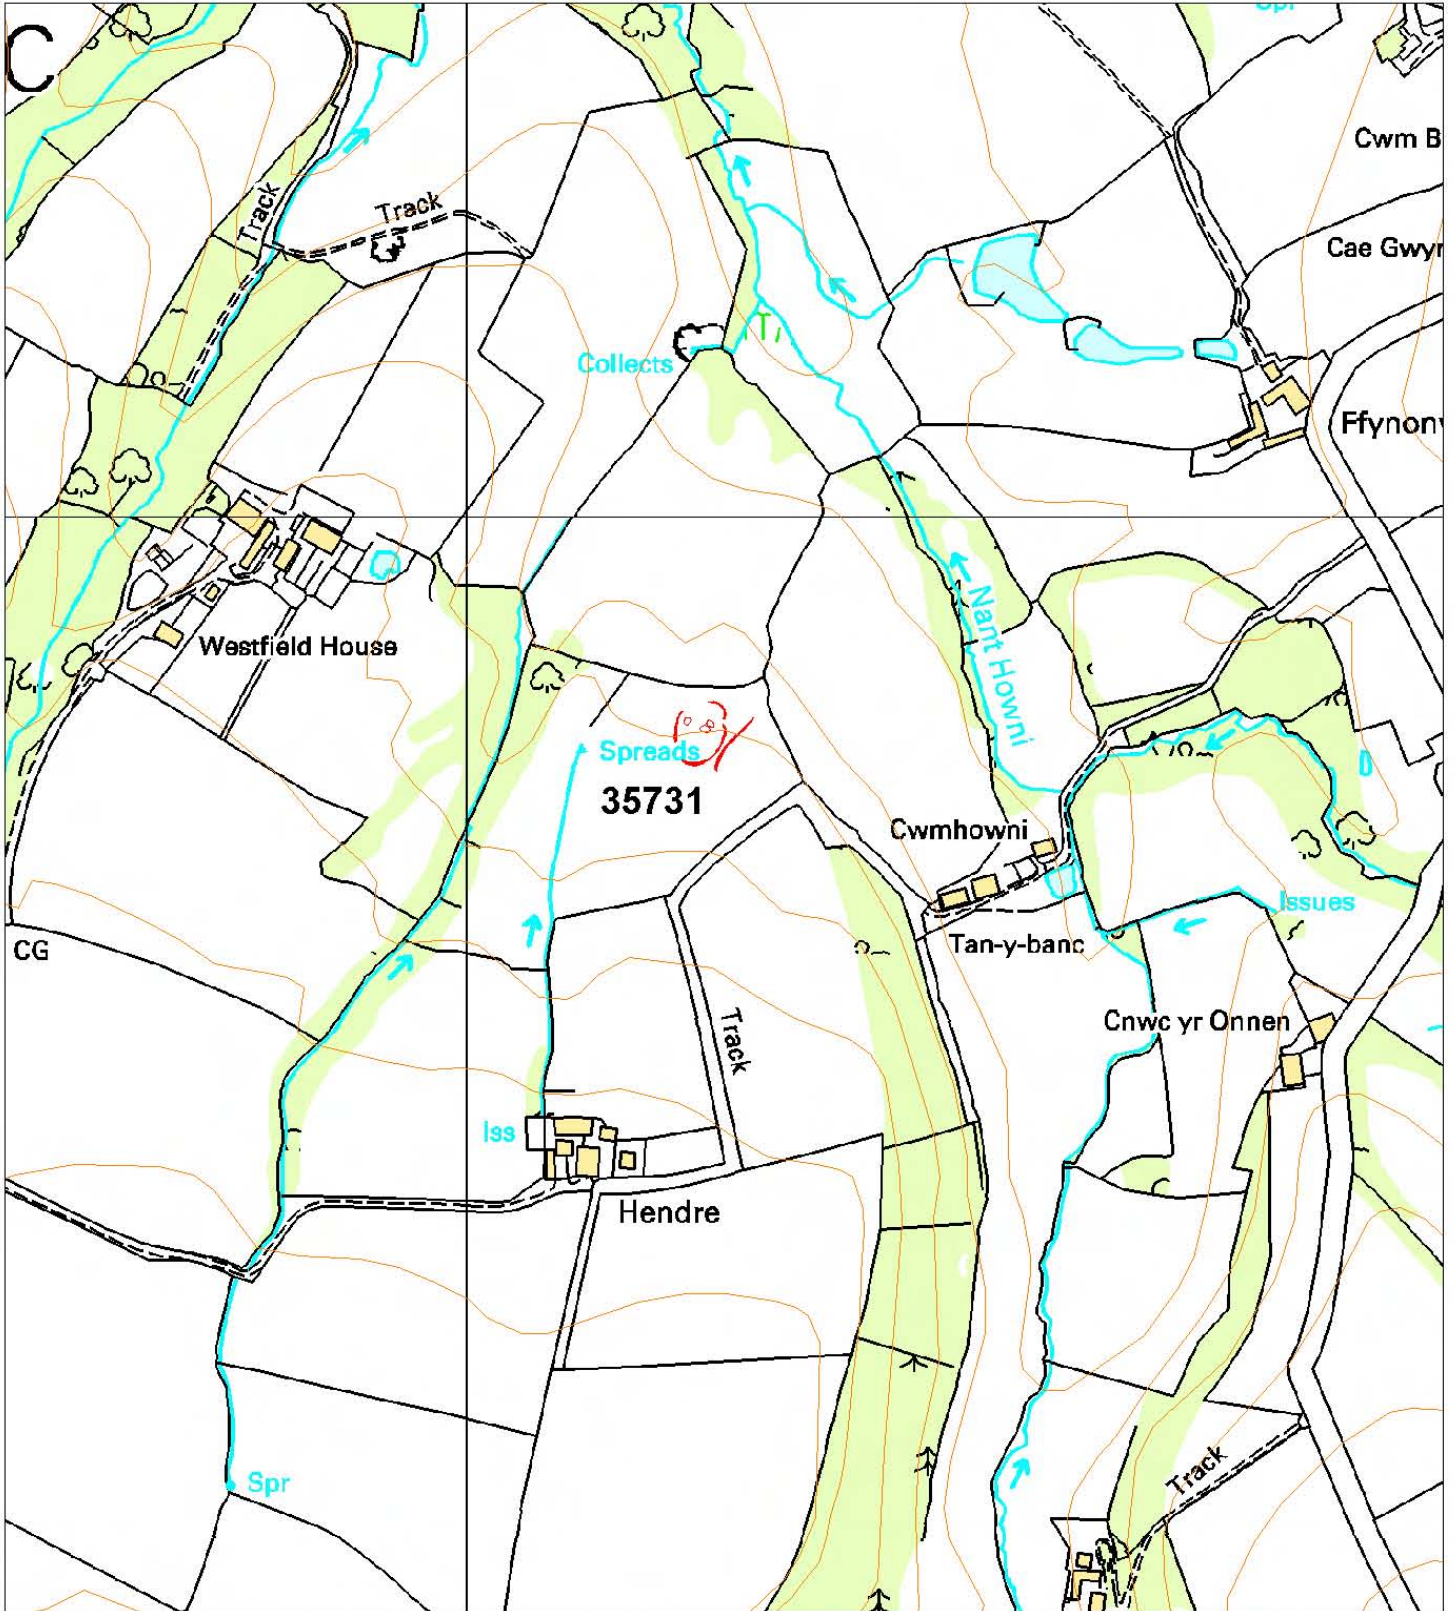 C
Cwm B
Track
Track
Cae Gwyn
Collects
Ffynon
Westfield House
Nant Howni
Spreads
35731
Cwmhowni
Issues
CG
Tan-y-banc
Cnwc yr Onnen
Track
Iss
Hendre
Track
Spr